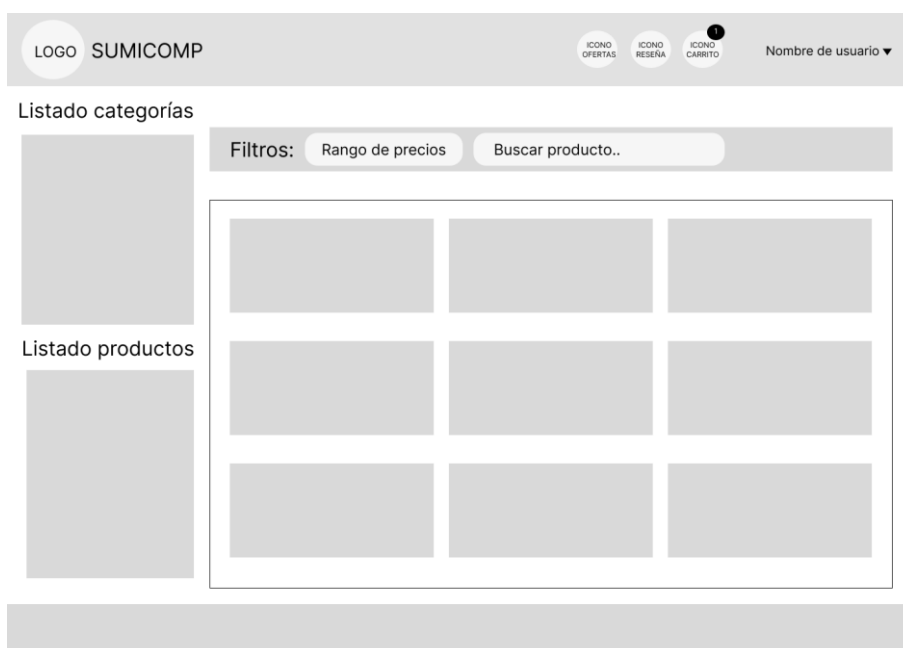 LOGO SUMICOMP
ICONO
OFERTAS
ICONO
RESEÑA
1
ICONO
CARRITO
Nombre de usuario
Listado categorías
Filtros: Rango de precios Buscar producto..
Listado productos